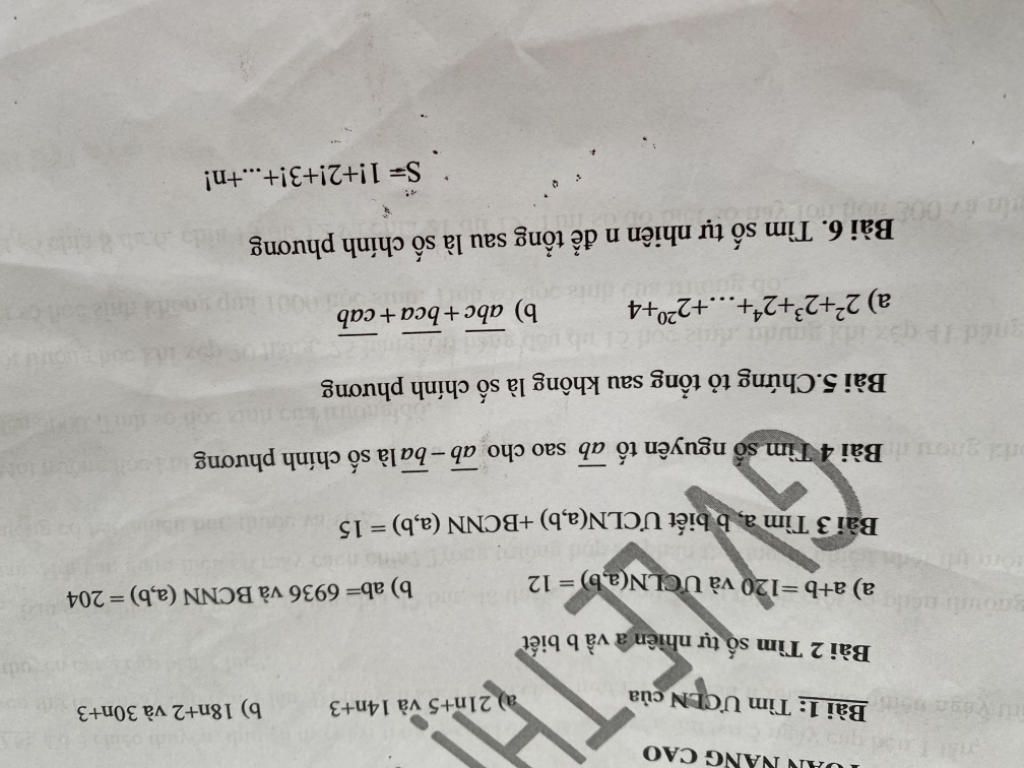 TOÁN NÂNG CAO
Bài 1: Tìm ƯCLN của a) 21n+5 và 14n+3 b) 18n+2 và 30n+3
Bài 2 Tìm số tự nhiên a và b biết
a) a+b =120 và ƯCLN(a,b) = 12 b) ab= 6936 và BCNN (a,b) = 204
Bài 3 Tìm a, b biết ƯCLN(a,b) +BCNN (a,b) = 15
Bài 4 Tìm số nguyên tố ab sao cho ab - ba là số chính phương
Bài 5.Chứng tỏ tổng sau không là số chính phương
a) 2²+2³+2⁴+…+2²⁰+4 b) abc + bca + cab
Bài 6. Tìm số tự nhiên n để tổng sau là số chính phương
S= 1!+2!+3!+...+n!